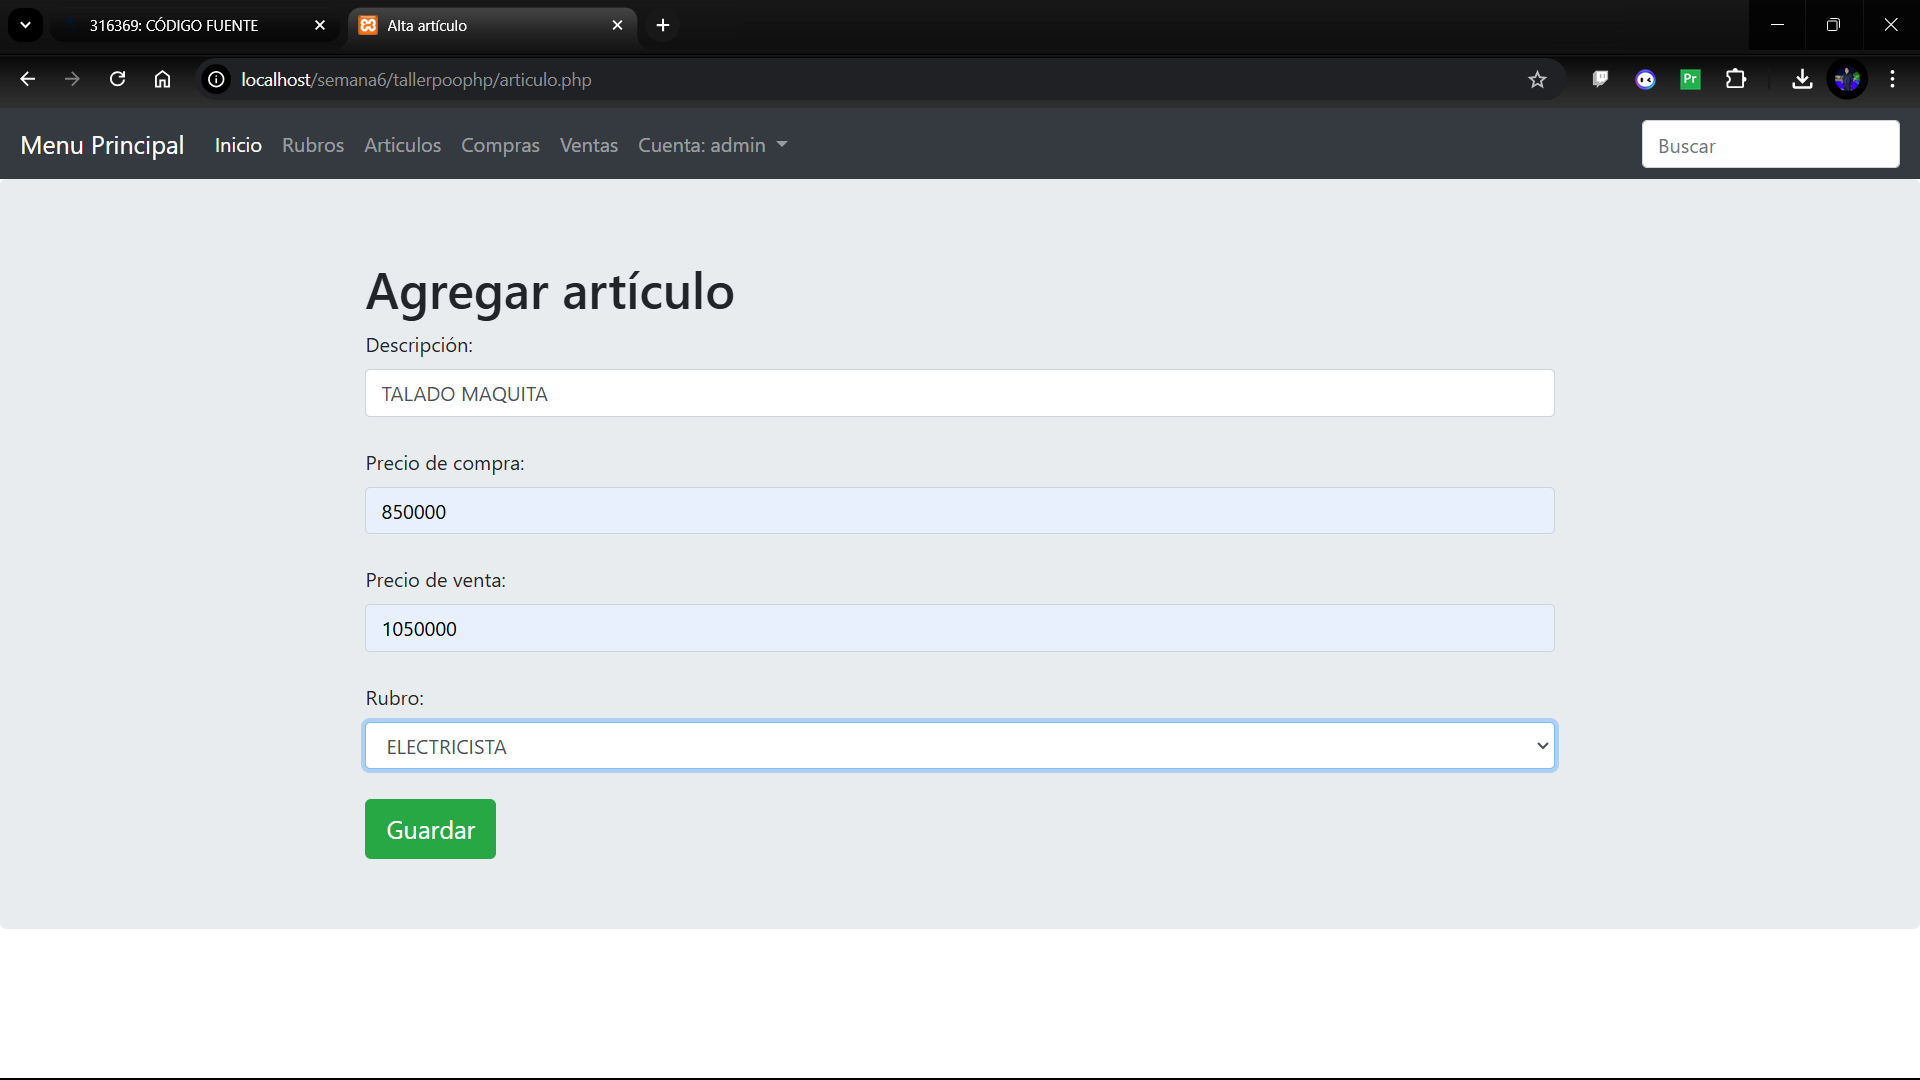 316369: CÓDIGO FUENTE
Alta artículo
localhost/semana6/tallerpoophp/articulo.php
Pr
Menu Principal Inicio Rubros Articulos Compras Ventas Cuenta: admin Buscar
Agregar artículo
Descripción:
TALADO MAQUITA
Precio de compra:
850000
Precio de venta:
1050000
Rubro:
ELECTRICISTA
Guardar